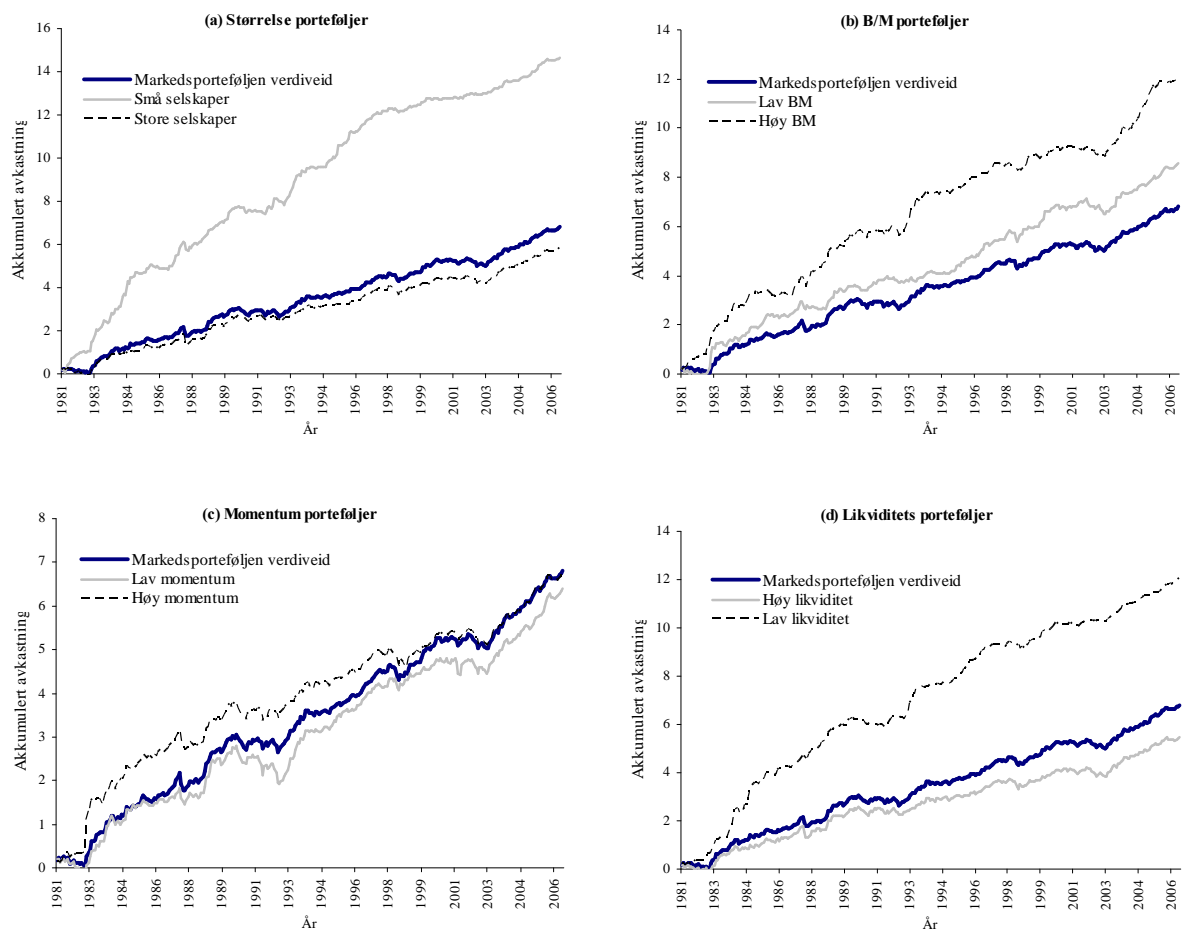 (a) Størrelse porteføljer
Akkumulert avkastning
16
14
12
10
8
6
4
2
0
Markedsporteføljen verdiveid
Små selskaper
Store selskaper
1981 1983 1984 1986 1988 1989 1991 1993 1994 1996 1998 1999 2001 2003 2004 2006
År
(b) B/M porteføljer
Akkumulert avkastning
14
12
10
8
6
4
2
0
Markedsporteføljen verdiveid
Lav BM
Høy BM
1981 1983 1984 1986 1988 1989 1991 1993 1994 1996 1998 1999 2001 2003 2004 2006
År
(c) Momentum porteføljer
Akkumulert avkastning
8
7
6
5
4
3
2
1
0
Markedsporteføljen verdiveid
Lav momentum
Høy momentum
1981 1983 1984 1986 1988 1989 1991 1993 1994 1996 1998 1999 2001 2003 2004 2006
År
(d) Likviditets porteføljer
Akkumulert avkastning
14
12
10
8
6
4
2
0
Markedsporteføljen verdiveid
Høy likviditet
Lav likviditet
1981 1983 1984 1986 1988 1989 1991 1993 1994 1996 1998 1999 2001 2003 2004 2006
År